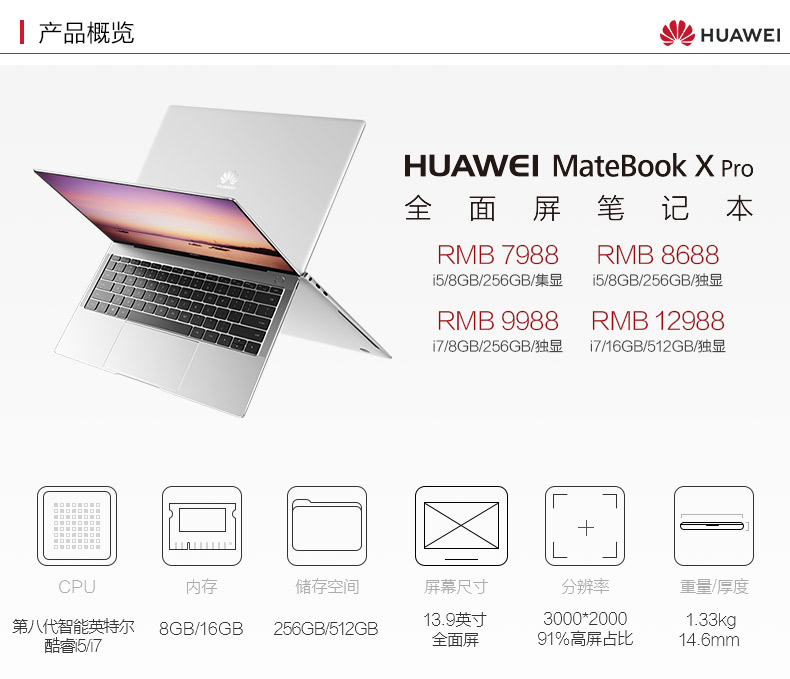 产品概览
HUAWEI
HUAWEI MateBook X Pro
全面屏笔记本
RMB 7988
i5/8GB/256GB/集显
RMB 8688
i5/8GB/256GB/独显
RMB 9988
i7/8GB/256GB/独显
RMB 12988
i7/16GB/512GB/独显
CPU
第八代智能英特尔
酷睿i5/i7
内存
8GB/16GB
储存空间
256GB/512GB
屏幕尺寸
13.9英寸
全面屏
分辨率
3000*2000
91%高屏占比
重量/厚度
1.33kg
14.6mm